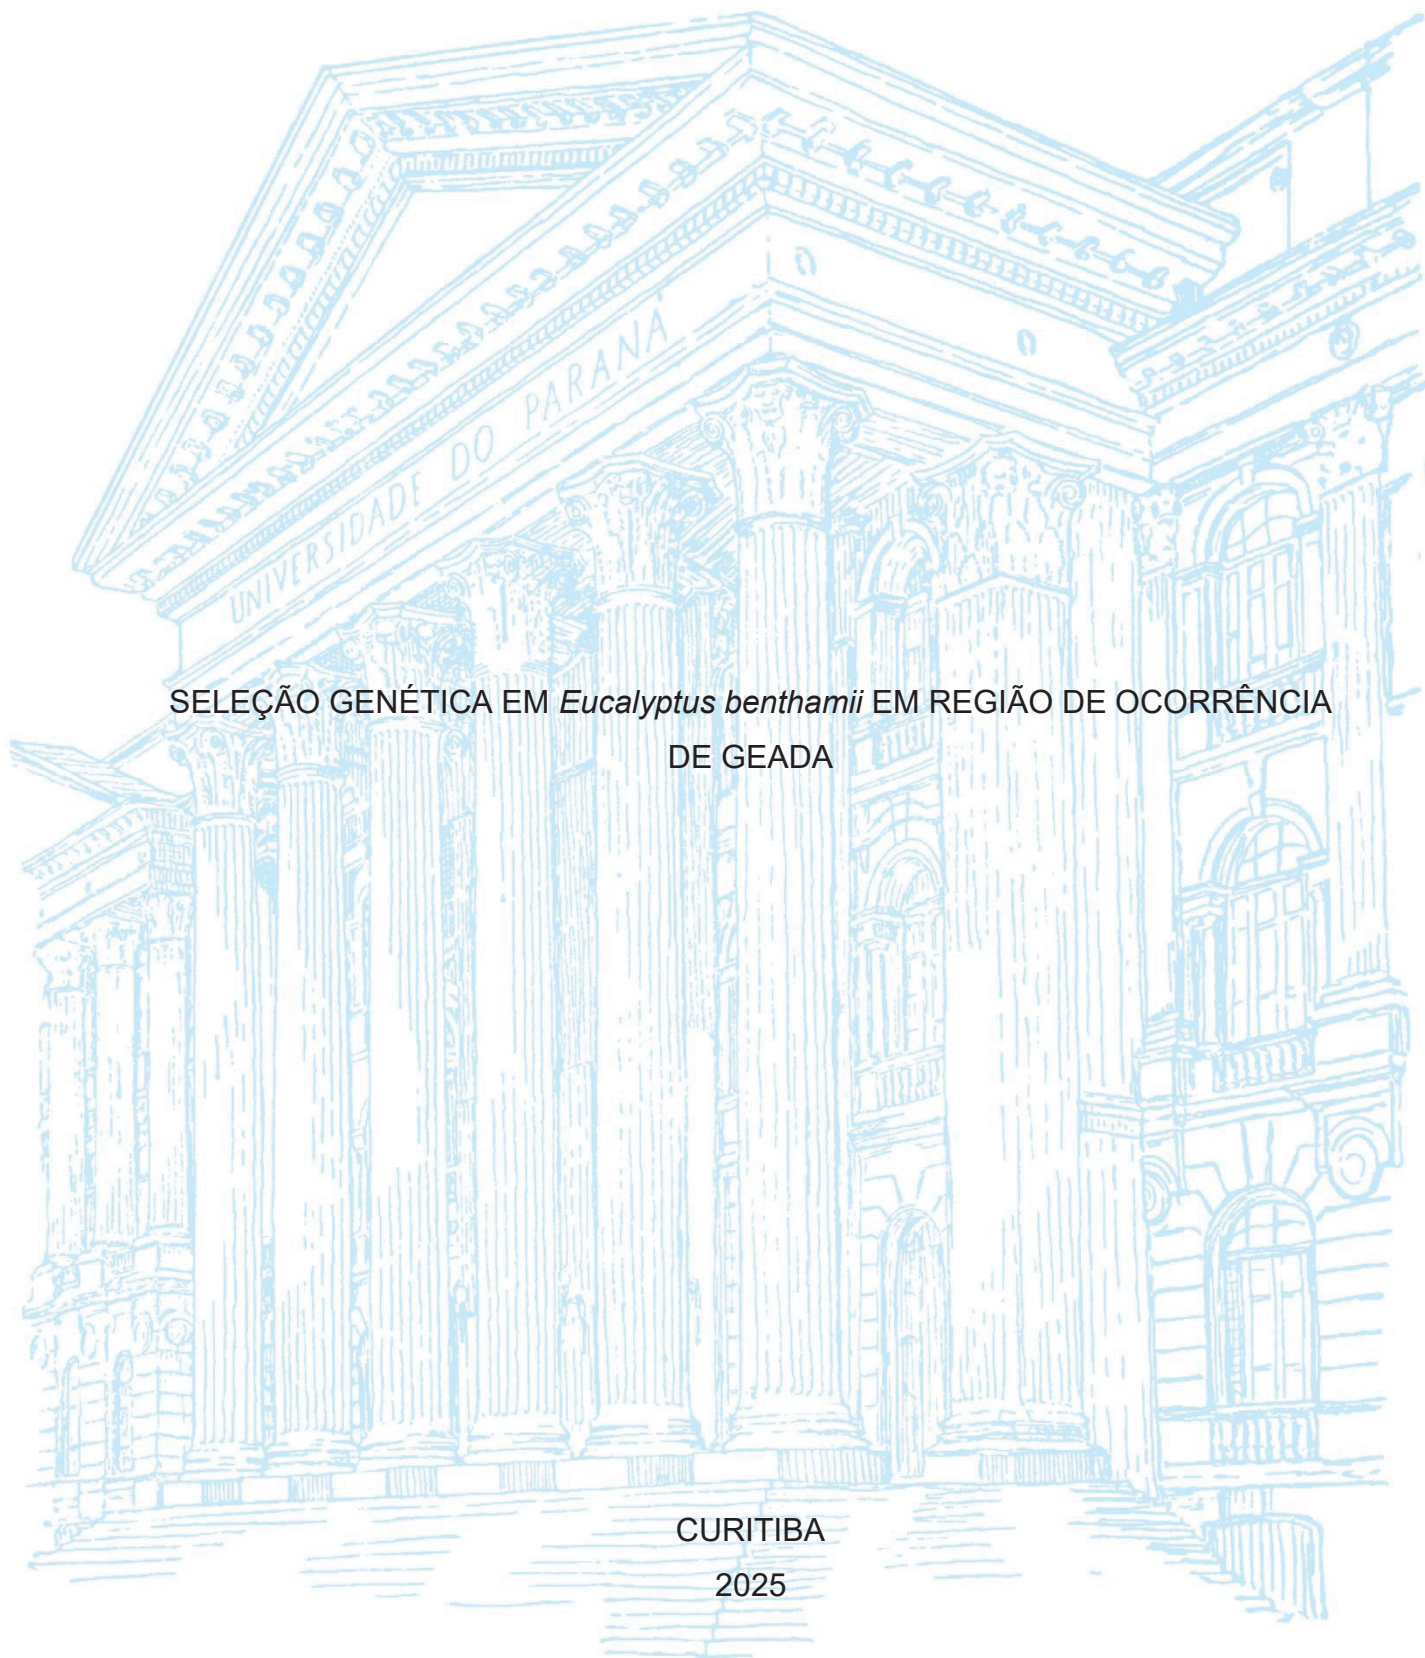 UNIVERSIDADE DO PARANÁ
SELEÇÃO GENÉTICA EM Eucalyptus benthamii EM REGIÃO DE OCORRÊNCIA
DE GEADA
CURITIBA
2025